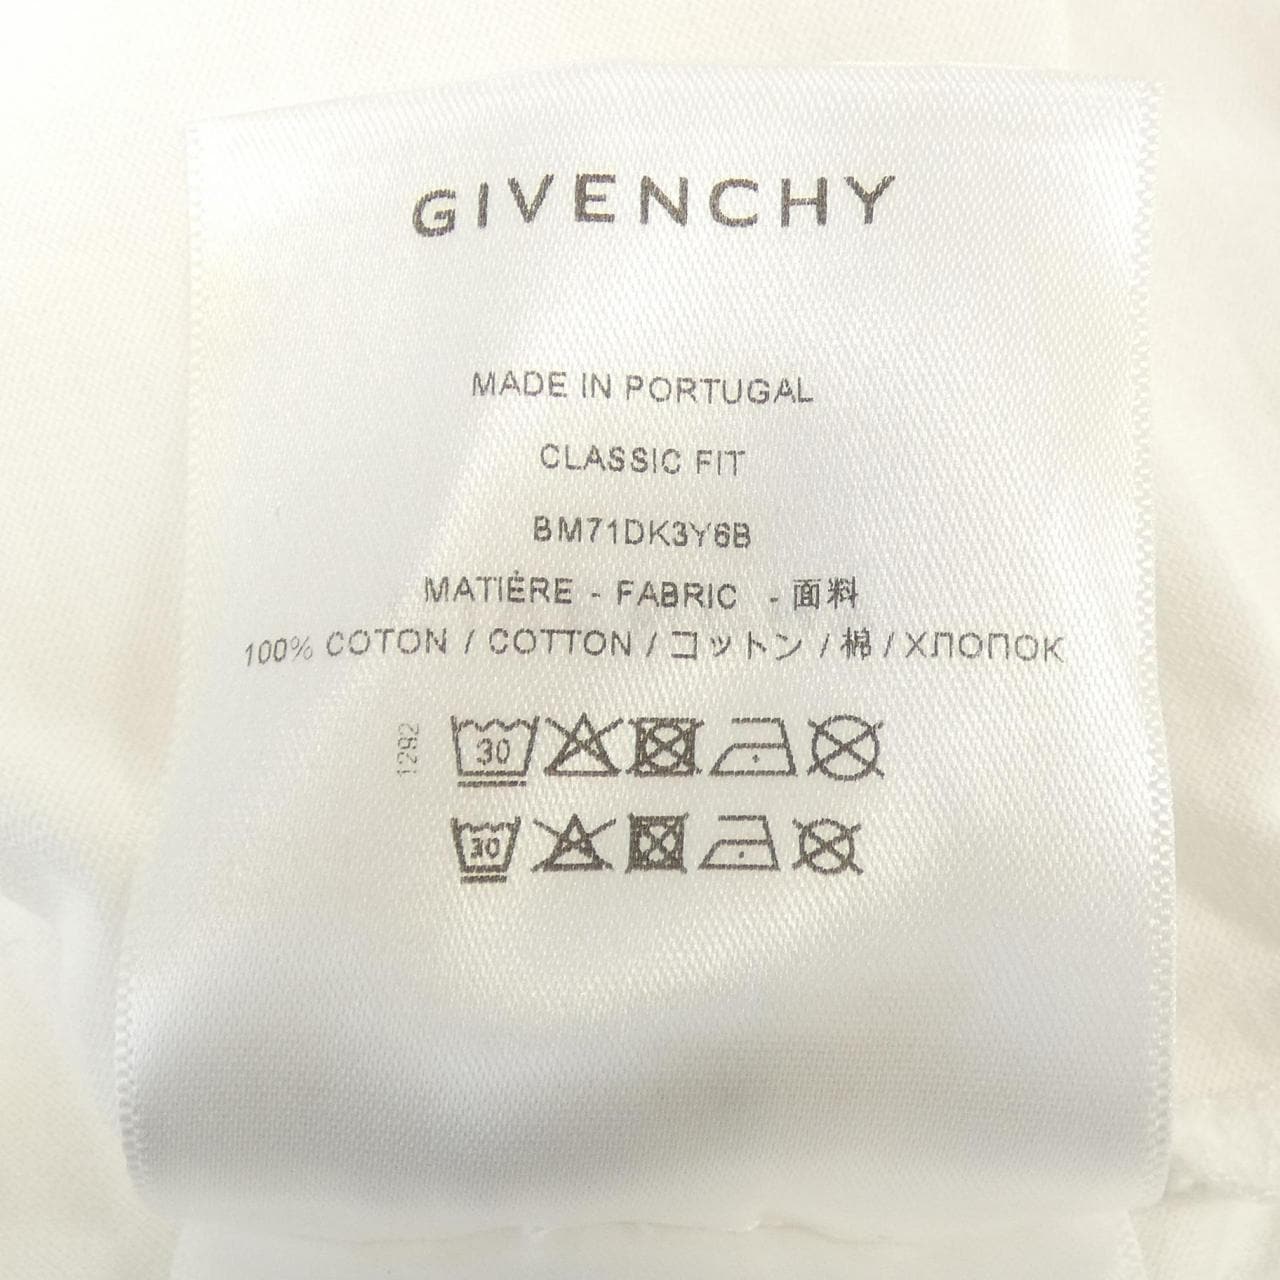 GIVENCHY
MADE IN PORTUGAL
CLASSIC FIT
BM71DK3Y6B
MATIÈRE - FABRIC - 面料
100% COTON / COTTON / コットン / 棉 / ХЛОПОК
1292
30
30